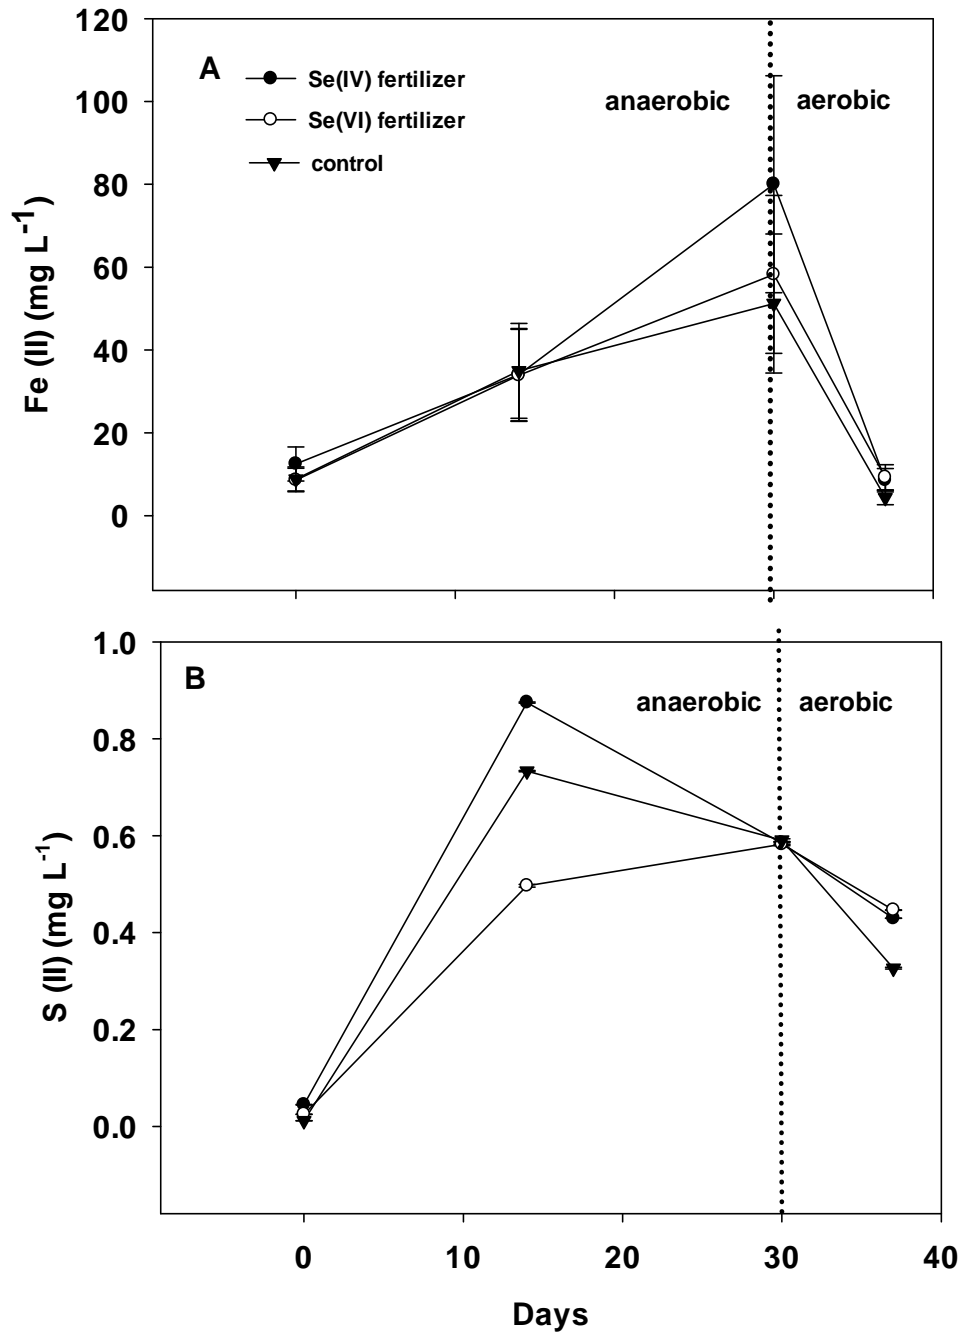 120
A
Se(IV) fertilizer
100
anaerobic
aerobic
Se(VI) fertilizer
control
80
60
40
20
0
Fe (II) (mg L-1)
1.0
B
anaerobic
aerobic
0.8
0.6
0.4
0.2
0.0
S (II) (mg L-1)
0
10
20
30
40
Days